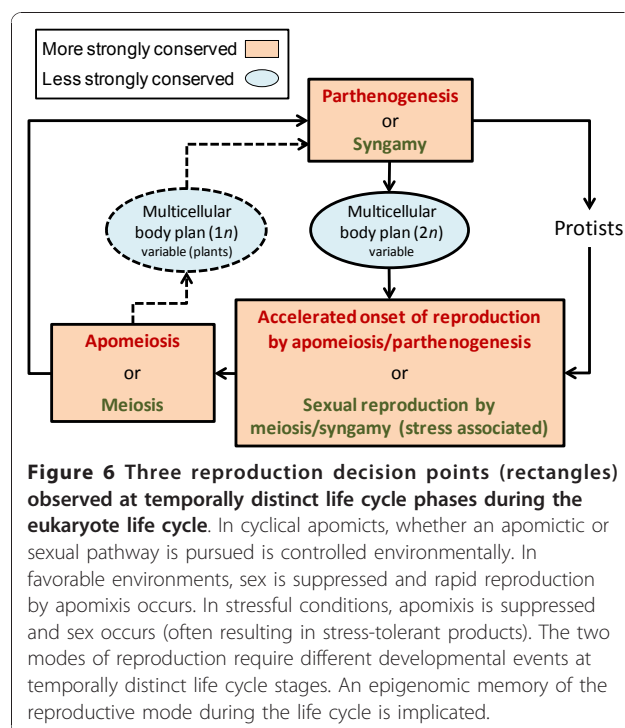 More strongly conserved
Less strongly conserved
Parthenogenesis
or
Syngamy
Multicellular
body plan (1n)
variable (plants)
Multicellular
body plan (2n)
variable
Protists
Apomeiosis
or
Meiosis
Accelerated onset of reproduction
by apomeiosis/parthenogenesis
or
Sexual reproduction by
meiosis/syngamy (stress associated)
Figure 6 Three reproduction decision points (rectangles)
observed at temporally distinct life cycle phases during the
eukaryote life cycle. In cyclical apomicts, whether an apomictic or
sexual pathway is pursued is controlled environmentally. In
favorable environments, sex is suppressed and rapid reproduction
by apomixis occurs. In stressful conditions, apomixis is suppressed
and sex occurs (often resulting in stress-tolerant products). The two
modes of reproduction require different developmental events at
temporally distinct life cycle stages. An epigenomic memory of the
reproductive mode during the life cycle is implicated.